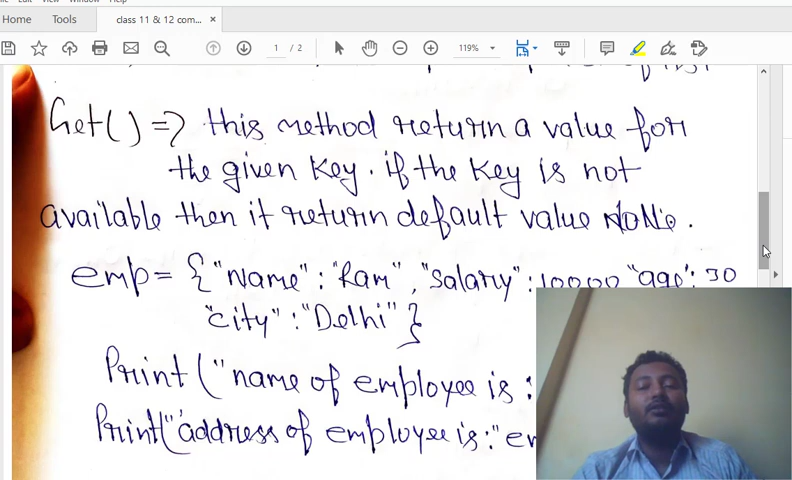 Home Tools class 11 & 12 com... ×
1 / 2 119%
Get() => this method return a value for
the given key. if the key is not
available then it return default value NoNe.
emp = { "Name" : "Ram", "Salary" : 10000 "age" : 30
"city" : "Delhi" }
Print ("name of employee is :
Print("address of employee is:" em